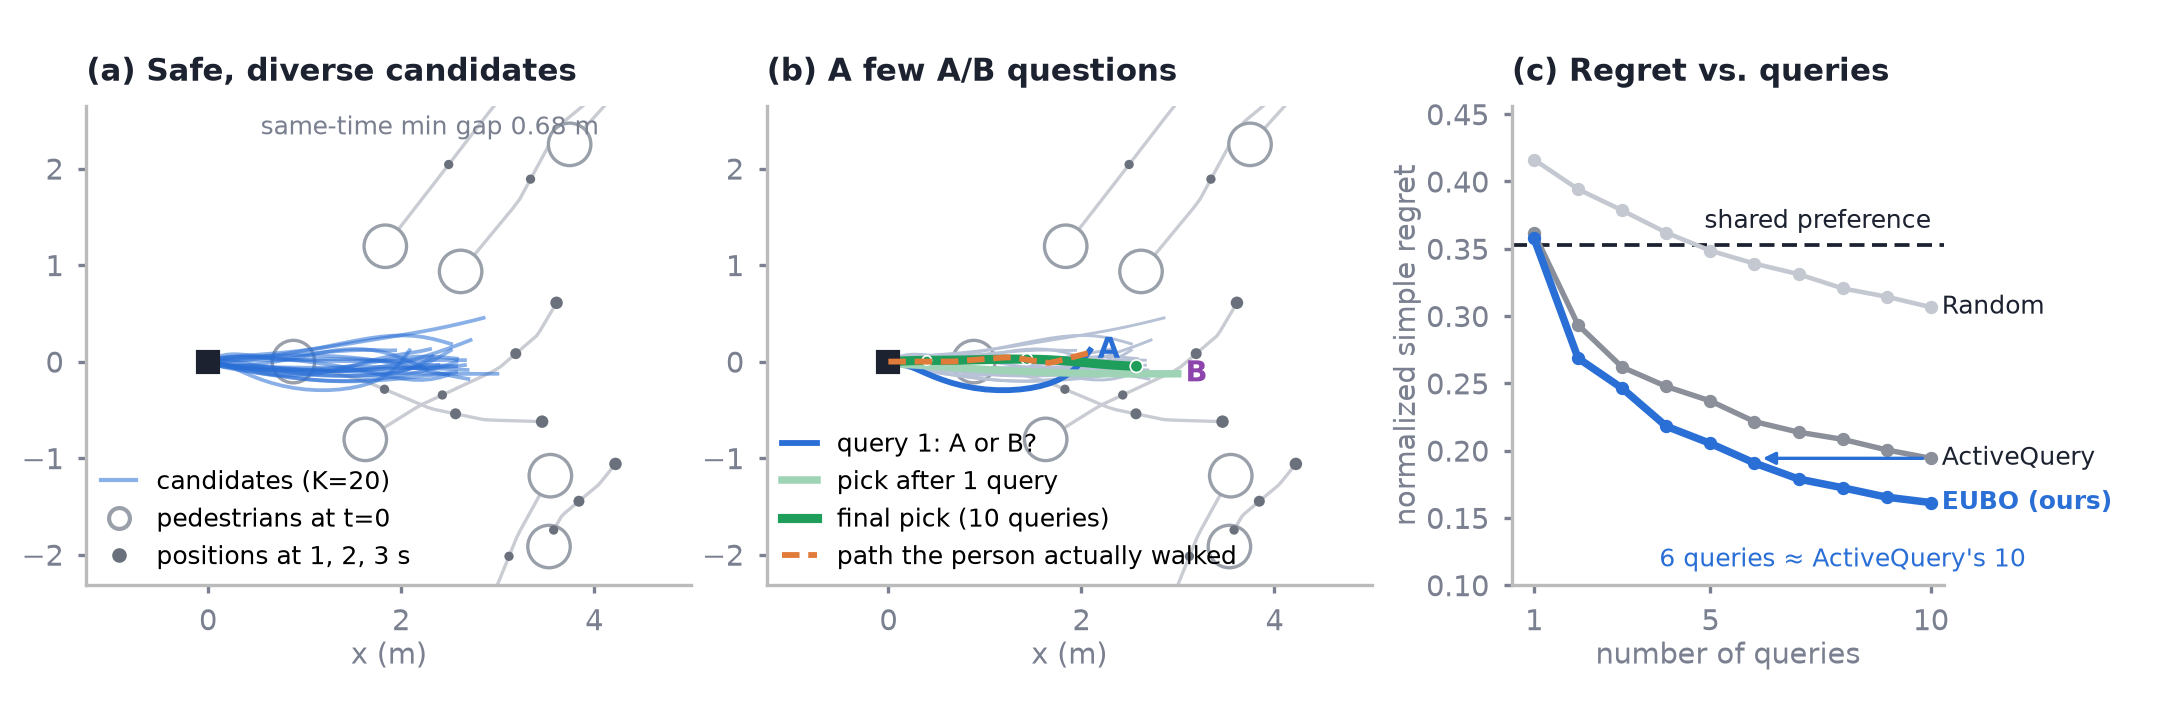 (a) Safe, diverse candidates
same-time min gap 0.68 m
2
1
0
−1
−2
candidates (K=20)
pedestrians at t=0
positions at 1, 2, 3 s
0
2
4
x (m)
(b) A few A/B questions
2
1
0
−1
−2
A
B
query 1: A or B?
pick after 1 query
final pick (10 queries)
path the person actually walked
0
2
4
x (m)
(c) Regret vs. queries
normalized simple regret
0.45
0.40
0.35
0.30
0.25
0.20
0.15
0.10
shared preference
Random
ActiveQuery
EUBO (ours)
6 queries ≈ ActiveQuery's 10
1
5
10
number of queries